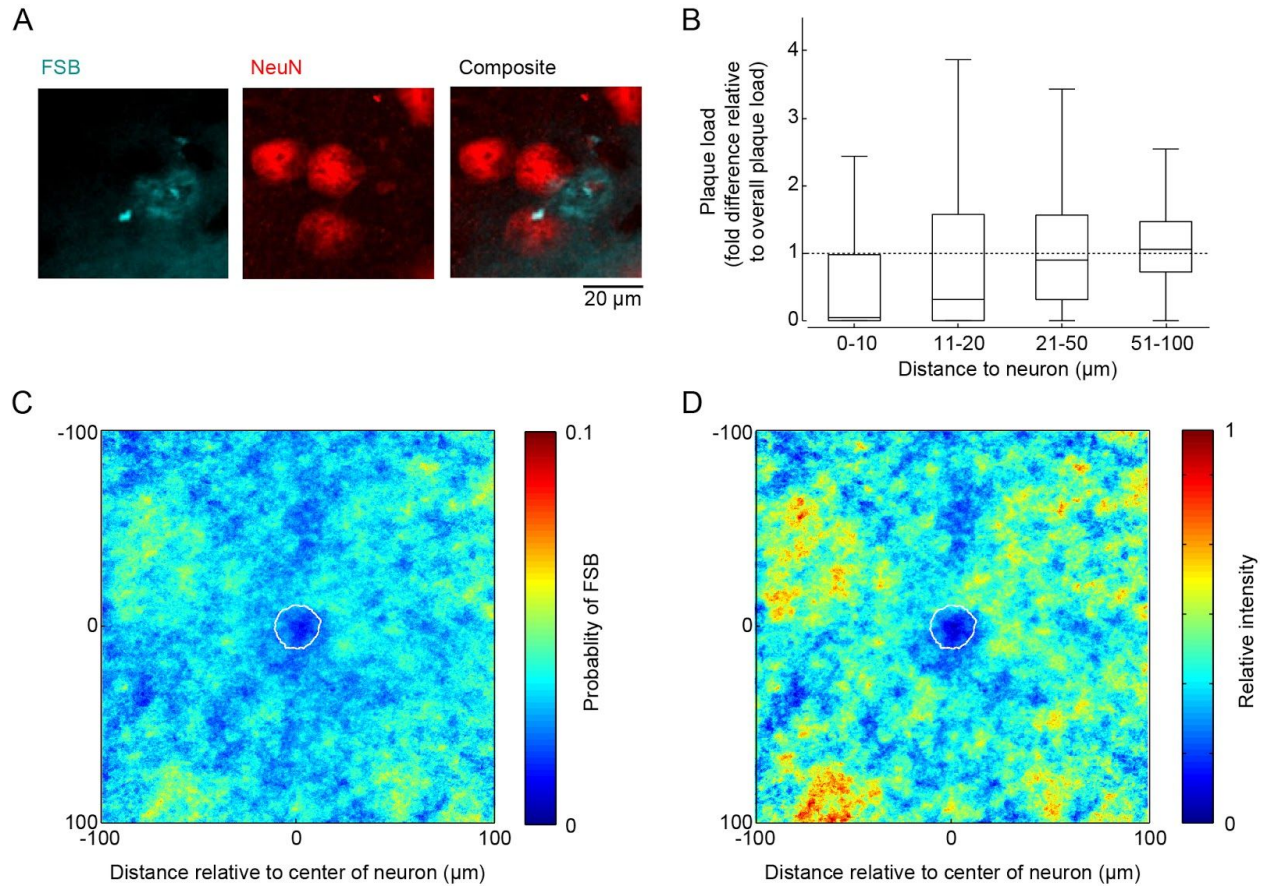 A
FSB
NeuN
Composite
20 µm
B
Plaque load
(fold difference relative
to overall plaque load)
4
3
2
1
0
0-10
11-20
21-50
51-100
Distance to neuron (µm)
C
-100
0
100
-100
0
100
Distance relative to center of neuron (µm)
0.1
Probablity of FSB
0
D
-100
0
100
-100
0
100
Distance relative to center of neuron (µm)
1
Relative intensity
0